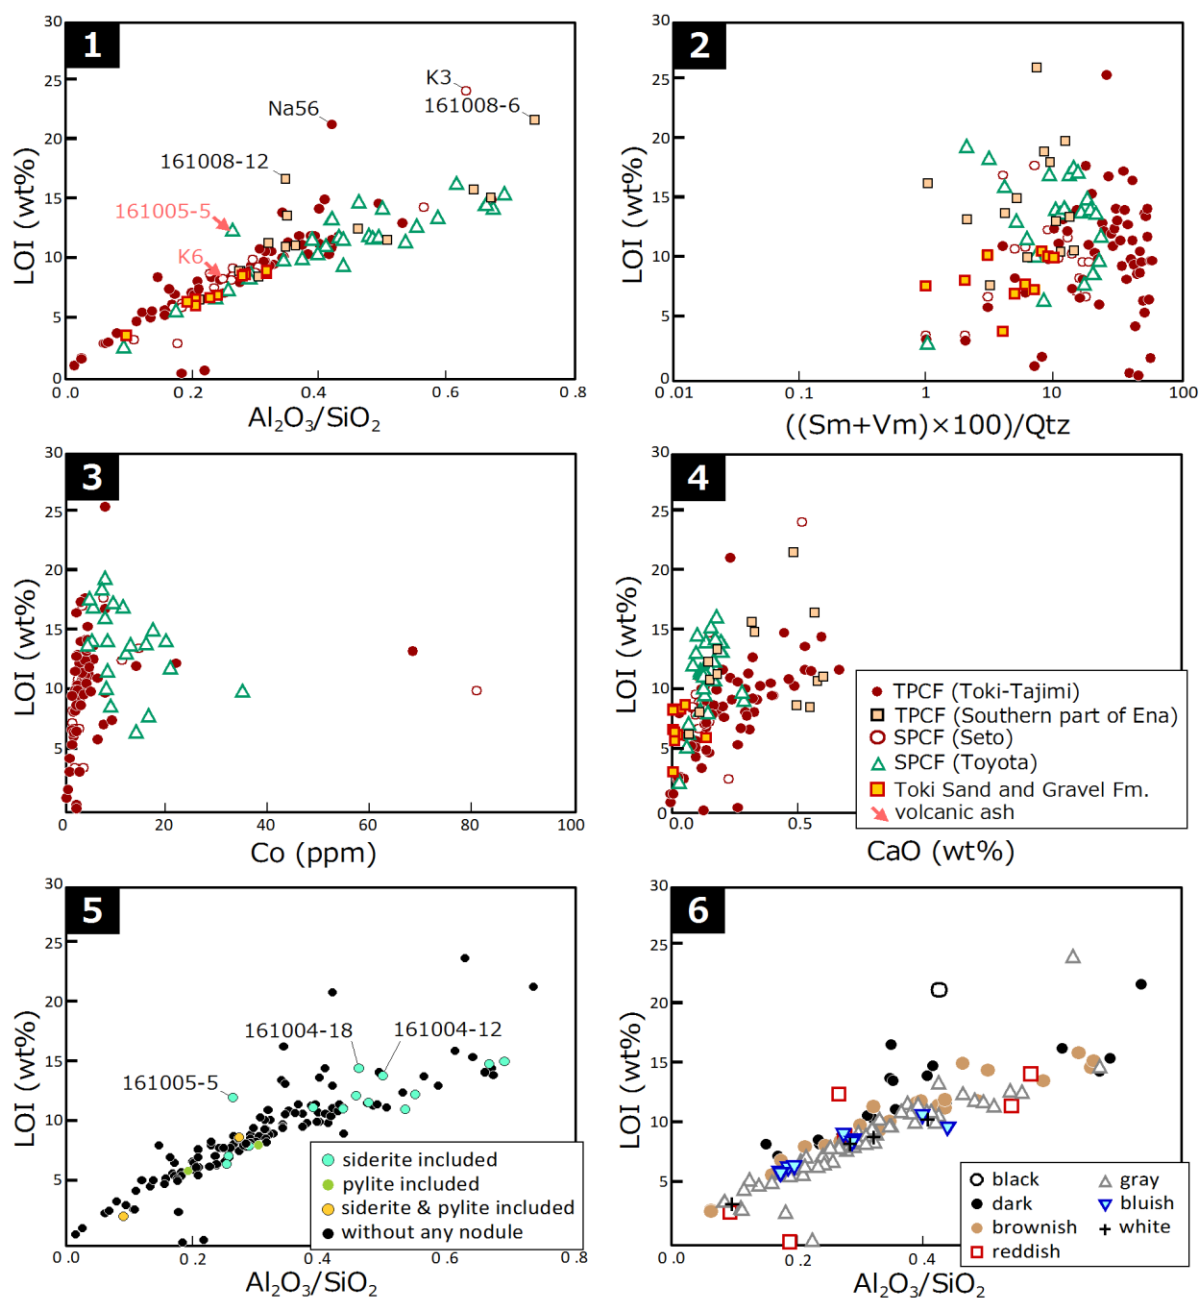 1
30
25
20
15
10
5
0
LOI (wt%)
K3
161008-6
Na56
161008-12
161005-5
K6
0.0
0.2
0.4
0.6
0.8
Al₂O₃/SiO₂
2
30
25
20
15
10
5
0
LOI (wt%)
0.01
0.1
1
10
100
((Sm+Vm)×100)/Qtz
3
30
25
20
15
10
5
0
LOI (wt%)
0
20
40
60
80
100
Co (ppm)
4
30
25
20
15
10
5
0
LOI (wt%)
0.0
0.5
CaO (wt%)
TPCF (Toki-Tajimi)
TPCF (Southern part of Ena)
SPCF (Seto)
SPCF (Toyota)
Toki Sand and Gravel Fm.
volcanic ash
5
30
25
20
15
10
5
0
LOI (wt%)
161004-18
161004-12
161005-5
siderite included
pylite included
siderite & pylite included
without any nodule
0.0
0.2
0.4
0.6
0.8
Al₂O₃/SiO₂
6
30
25
20
15
10
5
0
LOI (wt%)
black
dark
brownish
reddish
gray
bluish
white
0.0
0.2
0.4
0.8
Al₂O₃/SiO₂